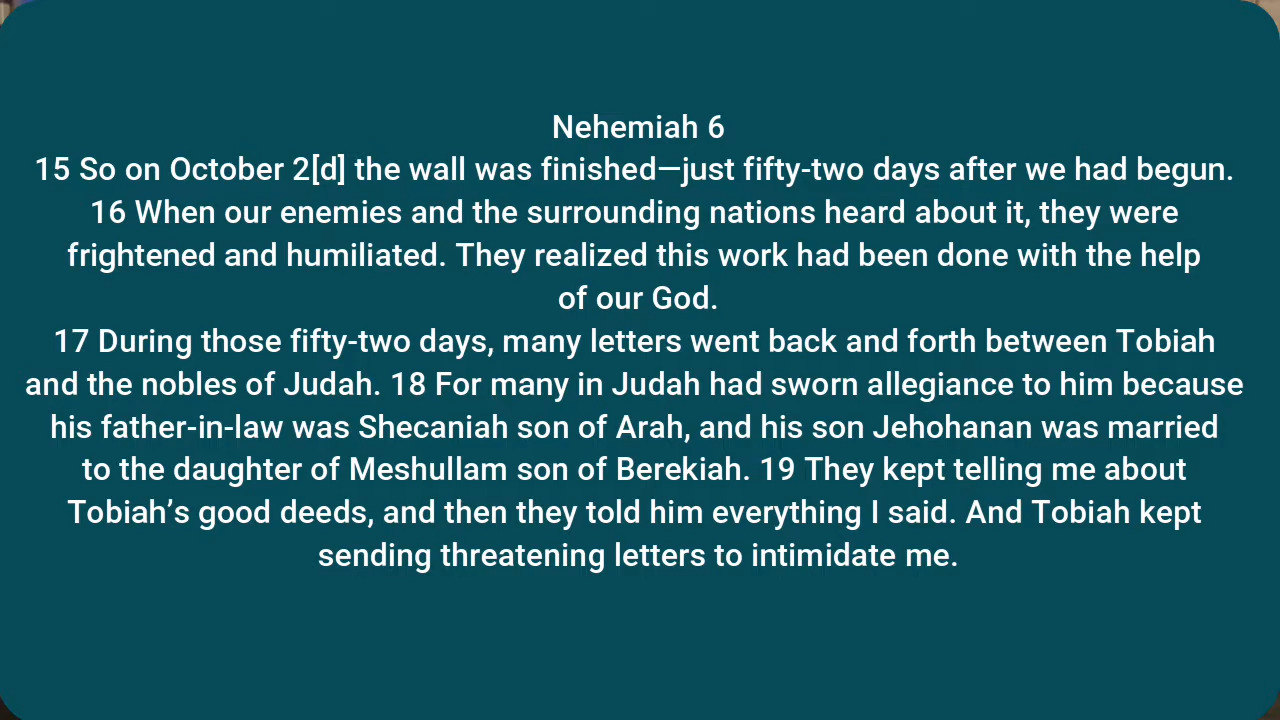 Nehemiah 6
15 So on October 2[d] the wall was finished—just fifty-two days after we had begun.
16 When our enemies and the surrounding nations heard about it, they were
frightened and humiliated. They realized this work had been done with the help
of our God.
17 During those fifty-two days, many letters went back and forth between Tobiah
and the nobles of Judah. 18 For many in Judah had sworn allegiance to him because
his father-in-law was Shecaniah son of Arah, and his son Jehohanan was married
to the daughter of Meshullam son of Berekiah. 19 They kept telling me about
Tobiah’s good deeds, and then they told him everything I said. And Tobiah kept
sending threatening letters to intimidate me.